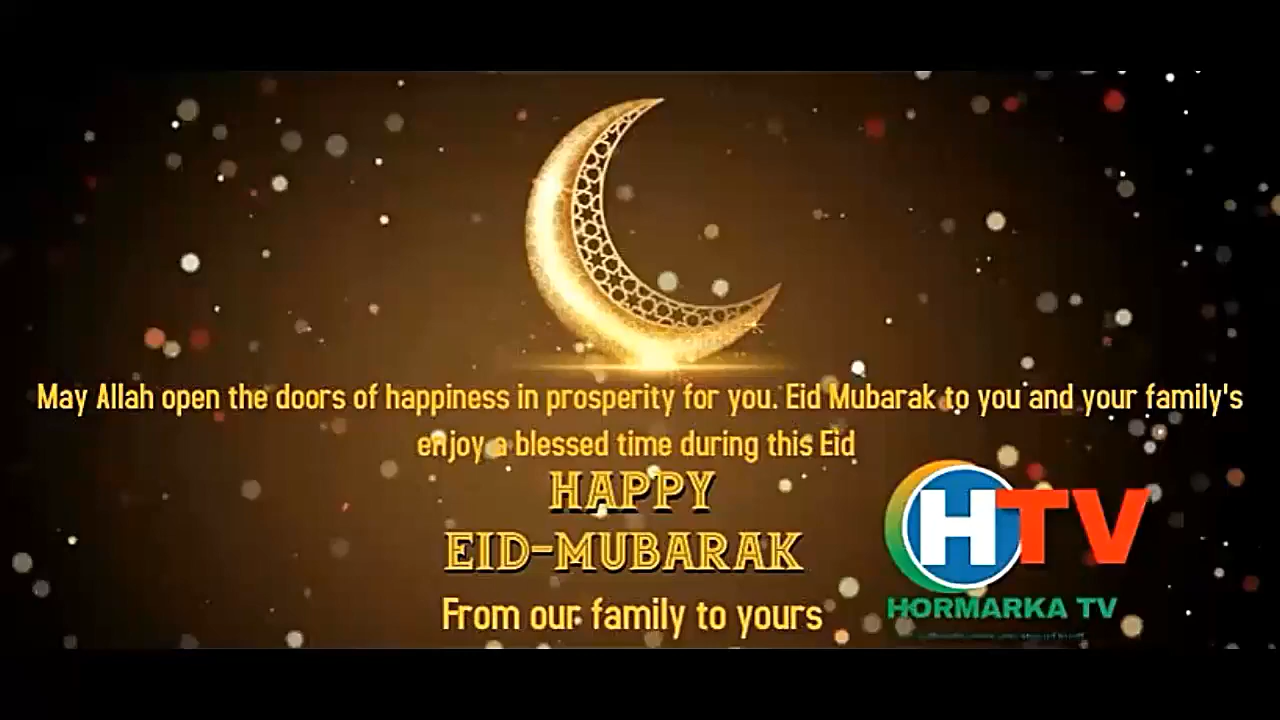 May Allah open the doors of happiness in prosperity for you. Eid Mubarak to you and your family's
enjoy a blessed time during this Eid
HAPPY
EID-MUBARAK
From our family to yours
HTV
HORMARKA TV